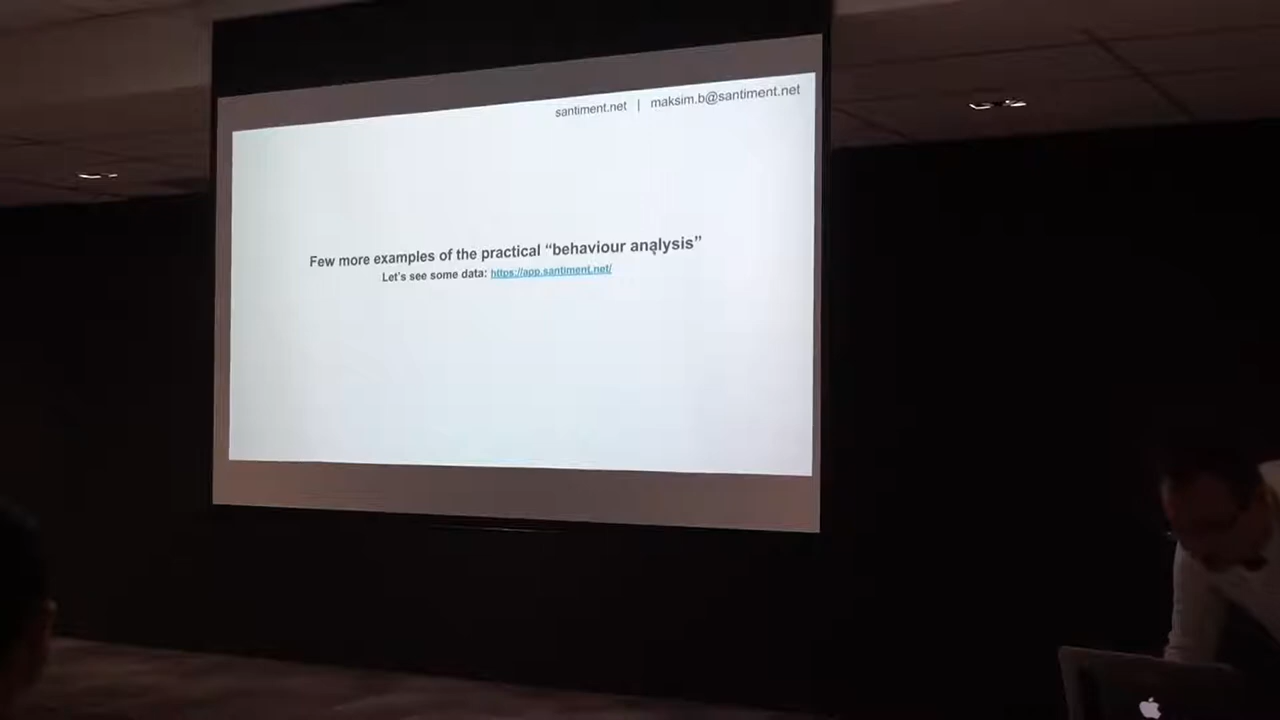 santiment.net | maksim.b@santiment.net
Few more examples of the practical “behaviour analysis”
Let's see some data: https://app.santiment.net/